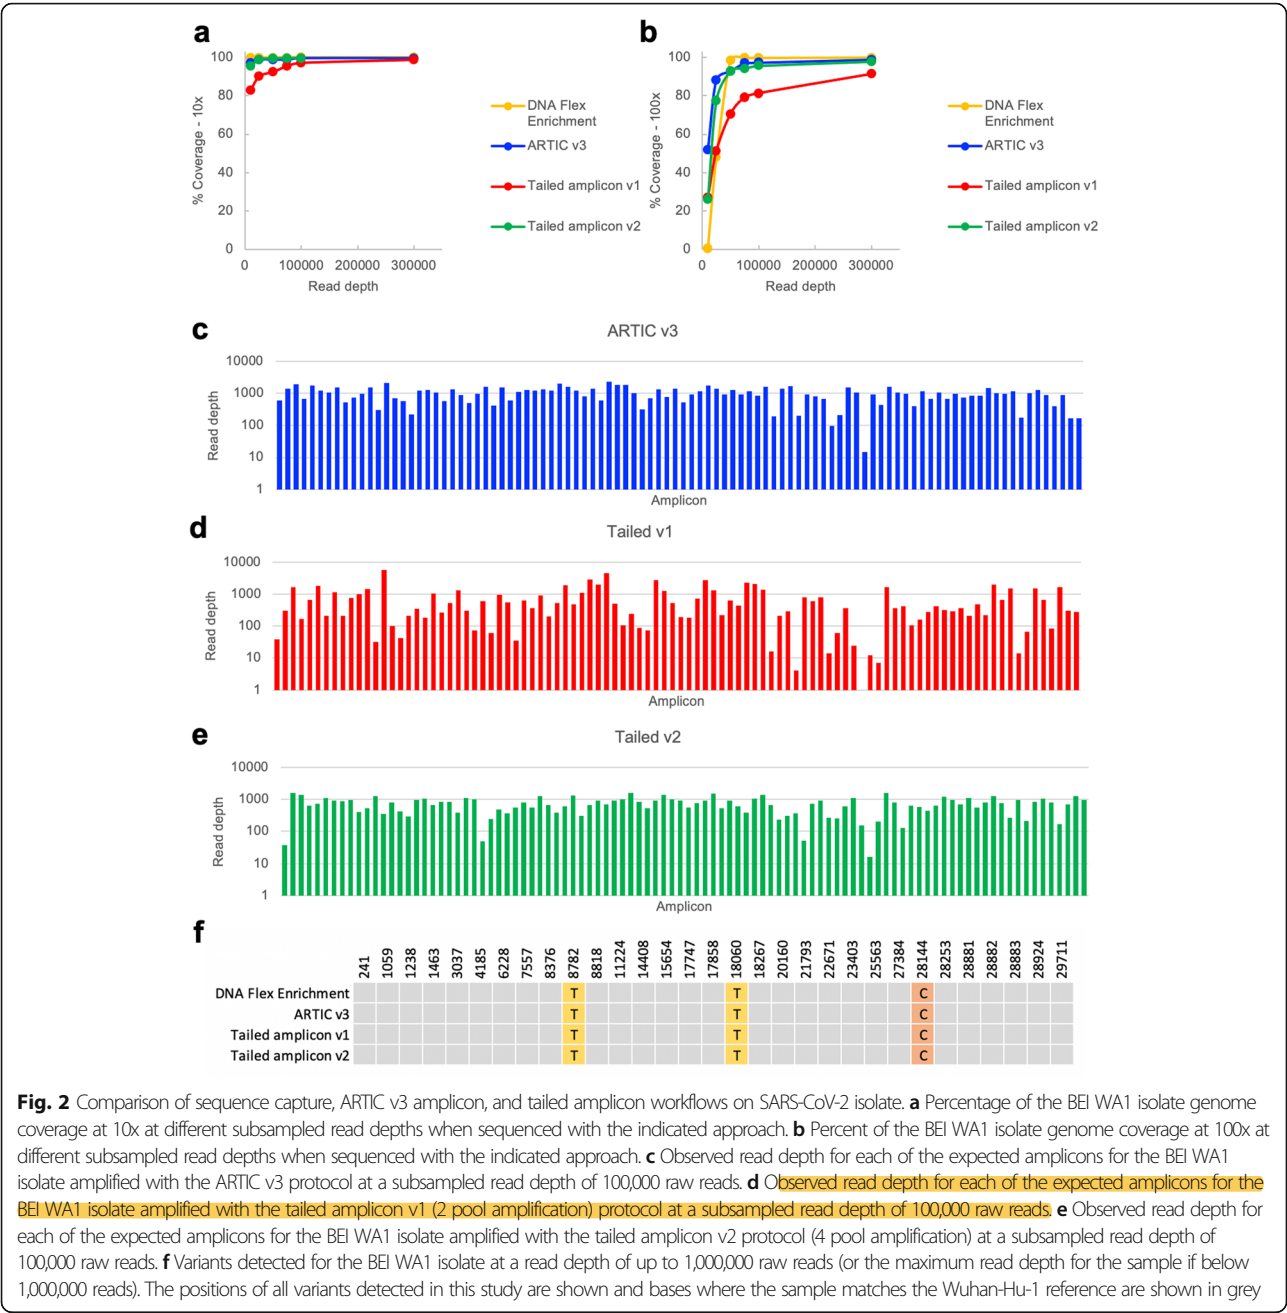 a
b
100
80
60
40
20
0
% Coverage - 10x
0 100000 200000 300000
Read depth
DNA Flex
Enrichment
ARTIC v3
Tailed amplicon v1
Tailed amplicon v2
100
80
60
40
20
0
% Coverage - 100x
0 100000 200000 300000
Read depth
DNA Flex
Enrichment
ARTIC v3
Tailed amplicon v1
Tailed amplicon v2
c
ARTIC v3
10000
1000
100
10
1
Read depth
Amplicon
d
Tailed v1
10000
1000
100
10
1
Read depth
Amplicon
e
Tailed v2
10000
1000
100
10
1
Read depth
Amplicon
f
241 1059 1238 1463 3037 4185 6228 7557 8376 8782 8818 11224 14408 15654 17747 17858 18060 18267 20160 21793 22671 23403 25563 27384 28144 28253 28881 28882 28883 28924 29711
DNA Flex Enrichment T T C
ARTIC v3 T T C
Tailed amplicon v1 T T C
Tailed amplicon v2 T T C
Fig. 2 Comparison of sequence capture, ARTIC v3 amplicon, and tailed amplicon workflows on SARS-CoV-2 isolate. a Percentage of the BEI WA1 isolate genome
coverage at 10x at different subsampled read depths when sequenced with the indicated approach. b Percent of the BEI WA1 isolate genome coverage at 100x at
different subsampled read depths when sequenced with the indicated approach. c Observed read depth for each of the expected amplicons for the BEI WA1
isolate amplified with the ARTIC v3 protocol at a subsampled read depth of 100,000 raw reads. d Observed read depth for each of the expected amplicons for the
BEI WA1 isolate amplified with the tailed amplicon v1 (2 pool amplification) protocol at a subsampled read depth of 100,000 raw reads. e Observed read depth for
each of the expected amplicons for the BEI WA1 isolate amplified with the tailed amplicon v2 protocol (4 pool amplification) at a subsampled read depth of
100,000 raw reads. f Variants detected for the BEI WA1 isolate at a read depth of up to 1,000,000 raw reads (or the maximum read depth for the sample if below
1,000,000 reads). The positions of all variants detected in this study are shown and bases where the sample matches the Wuhan-Hu-1 reference are shown in grey